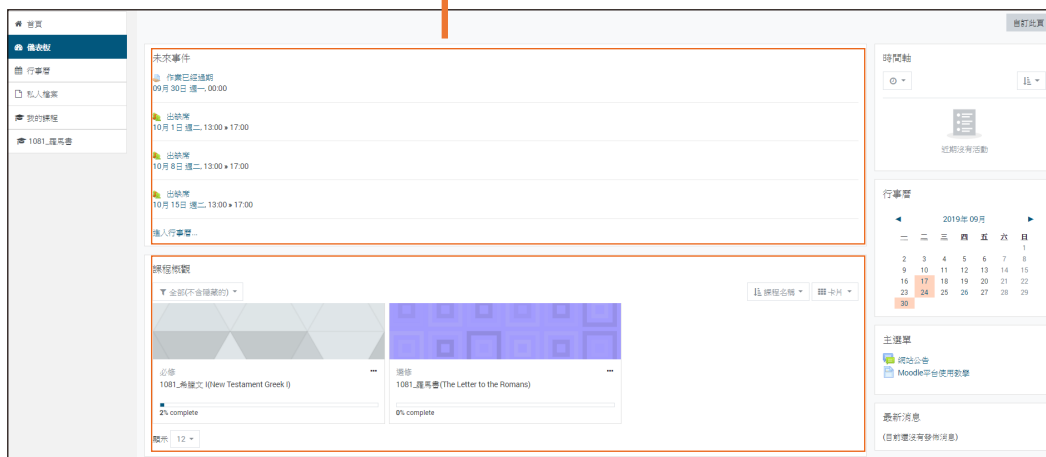 首頁
儀表板
行事曆
私人檔案
我的課程
1081_羅馬書
自訂此頁
未來事件
作業已經過期
09月 30日 週一, 00:00
出缺席
10月 1日 週二, 13:00 » 17:00
出缺席
10月 8日 週二, 13:00 » 17:00
出缺席
10月 15日 週二, 13:00 » 17:00
進入行事曆...
課程概觀
全部(不含隱藏的)
課程名稱
卡片
必修
1081_希臘文 I(New Testament Greek I)
2% complete
選修
1081_羅馬書(The Letter to the Romans)
0% complete
顯示 12
時間軸
近期沒有活動
行事曆
2019年 09月
一 二 三 四 五 六 日
1
2 3 4 5 6 7 8
9 10 11 12 13 14 15
16 17 18 19 20 21 22
23 24 25 26 27 28 29
30
主選單
網站公告
Moodle平台使用教學
最新消息
(目前還沒有發佈消息)